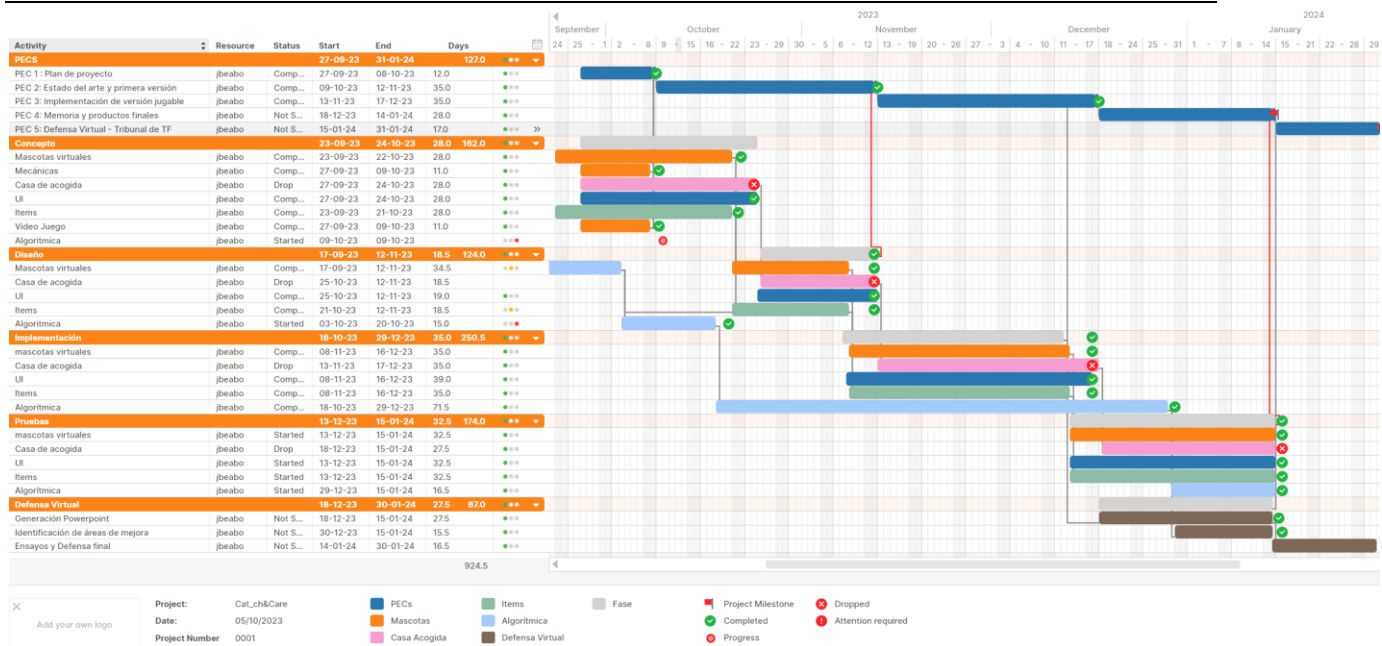 2023 2024
September October November December January
24 25 - 1 2 - 8 9 - 15 16 - 22 23 - 29 30 - 5 6 - 12 13 - 19 20 - 26 27 - 3 4 - 10 11 - 17 18 - 24 25 - 31 1 - 7 8 - 14 15 - 21 22 - 28 29
Activity Resource Status Start End Days
PECS 27-09-23 31-01-24 127.0
PEC 1: Plan de proyecto jbeabo Comp... 27-09-23 08-10-23 12.0
PEC 2: Estado del arte y primera versión jbeabo Comp... 09-10-23 12-11-23 35.0
PEC 3: Implementación de versión jugable jbeabo Comp... 13-11-23 17-12-23 35.0
PEC 4: Memoria y productos finales jbeabo Not S... 18-12-23 14-01-24 28.0
PEC 5: Defensa Virtual - Tribunal de TF jbeabo Not S... 15-01-24 31-01-24 17.0 »
Concepto 23-09-23 24-10-23 28.0 162.0
Mascotas virtuales jbeabo Comp... 23-09-23 22-10-23 28.0
Mecánicas jbeabo Comp... 27-09-23 09-10-23 11.0
Casa de acogida jbeabo Drop 27-09-23 24-10-23 28.0
UI jbeabo Comp... 27-09-23 24-10-23 28.0
Items jbeabo Comp... 23-09-23 21-10-23 28.0
Video Juego jbeabo Comp... 27-09-23 09-10-23 11.0
Algoritmica jbeabo Started 09-10-23 09-10-23
Diseño 17-09-23 12-11-23 18.5 124.0
Mascotas virtuales jbeabo Comp... 17-09-23 12-11-23 34.5
Casa de acogida jbeabo Drop 25-10-23 12-11-23 18.5
UI jbeabo Comp... 25-10-23 12-11-23 19.0
Items jbeabo Comp... 21-10-23 12-11-23 18.5
Algoritmica jbeabo Started 03-10-23 20-10-23 15.0
Implementación 18-10-23 29-12-23 35.0 250.5
mascotas virtuales jbeabo Comp... 08-11-23 16-12-23 35.0
Casa de acogida jbeabo Drop 13-11-23 17-12-23 35.0
UI jbeabo Comp... 08-11-23 16-12-23 39.0
Items jbeabo Comp... 08-11-23 16-12-23 35.0
Algorítmica jbeabo Comp... 18-10-23 29-12-23 71.5
Pruebas 13-12-23 15-01-24 32.5 174.0
mascotas virtuales jbeabo Started 13-12-23 15-01-24 32.5
Casa de acogida jbeabo Drop 18-12-23 15-01-24 27.5
UI jbeabo Started 13-12-23 15-01-24 32.5
Items jbeabo Started 13-12-23 15-01-24 32.5
Algorítmica jbeabo Started 29-12-23 15-01-24 16.5
Defensa Virtual 18-12-23 30-01-24 27.5 87.0
Generación Powerpoint jbeabo Not S... 18-12-23 15-01-24 27.5
Identificación de áreas de mejora jbeabo Not S... 30-12-23 15-01-24 15.5
Ensayos y Defensa final jbeabo Not S... 14-01-24 30-01-24 16.5
924.5
Add your own logo
Project: Cat_ch&Care
Date: 05/10/2023
Project Number 0001
PECs Items Fase Project Milestone Dropped
Mascotas Algorítmica Completed Attention required
Casa Acogida Defensa Virtual Progress